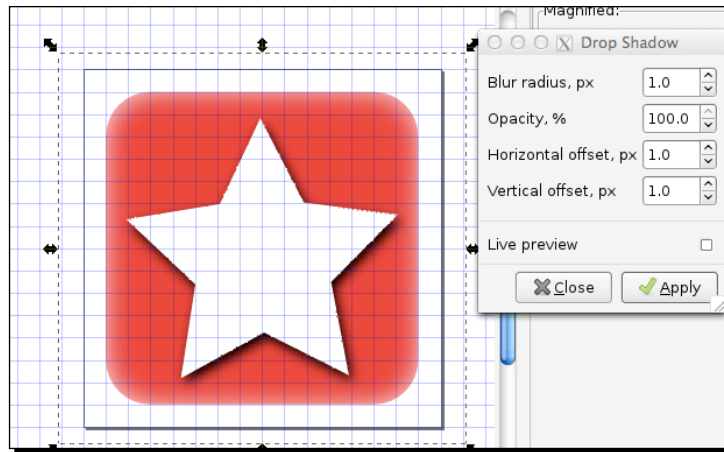 Magnified:
X Drop Shadow
Blur radius, px 1.0
Opacity, % 100.0
Horizontal offset, px 1.0
Vertical offset, px 1.0
Live preview
Close Apply